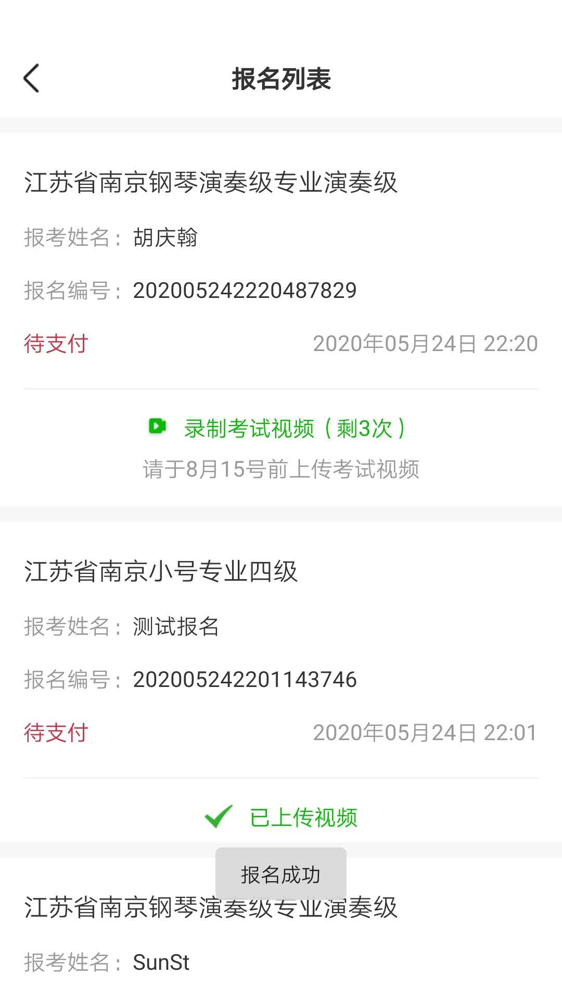 报名列表
江苏省南京钢琴演奏级专业演奏级
报考姓名：胡庆翰
报名编号：202005242220487829
待支付 2020年05月24日 22:20
录制考试视频（剩3次）
请于8月15号前上传考试视频
江苏省南京小号专业四级
报考姓名：测试报名
报名编号：202005242201143746
待支付 2020年05月24日 22:01
已上传视频
报名成功
江苏省南京钢琴演奏级专业演奏级
报考姓名：SunSt